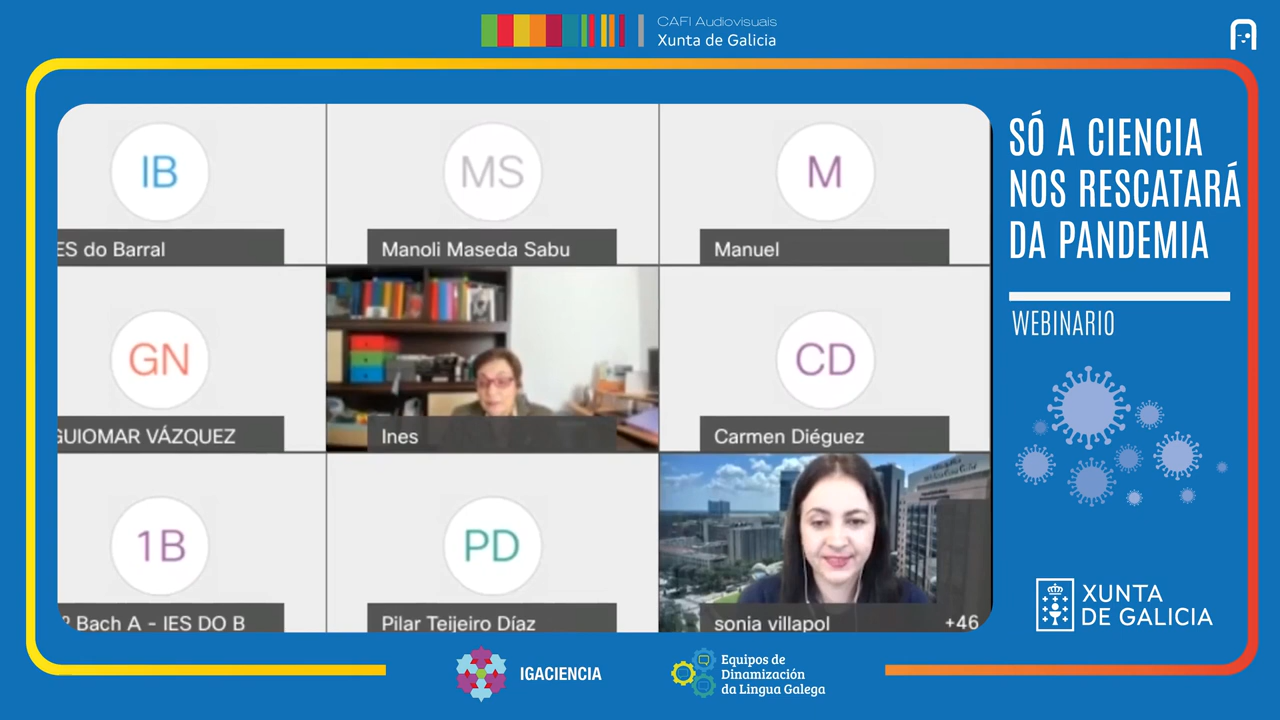 CAFI Audiovisuais
Xunta de Galicia
IB
ES do Barral
MS
Manoli Maseda Sabu
M
Manuel
GN
GUIOMAR VÁZQUEZ
Ines
CD
Carmen Diéguez
1B
º Bach A - IES DO B
PD
Pilar Teijeiro Díaz
sonia villapol
+46
SÓ A CIENCIA
NOS RESCATARÁ
DA PANDEMIA
WEBINARIO
XUNTA
DE GALICIA
IGACIENCIA
Equipos de
Dinamización
da Lingua Galega